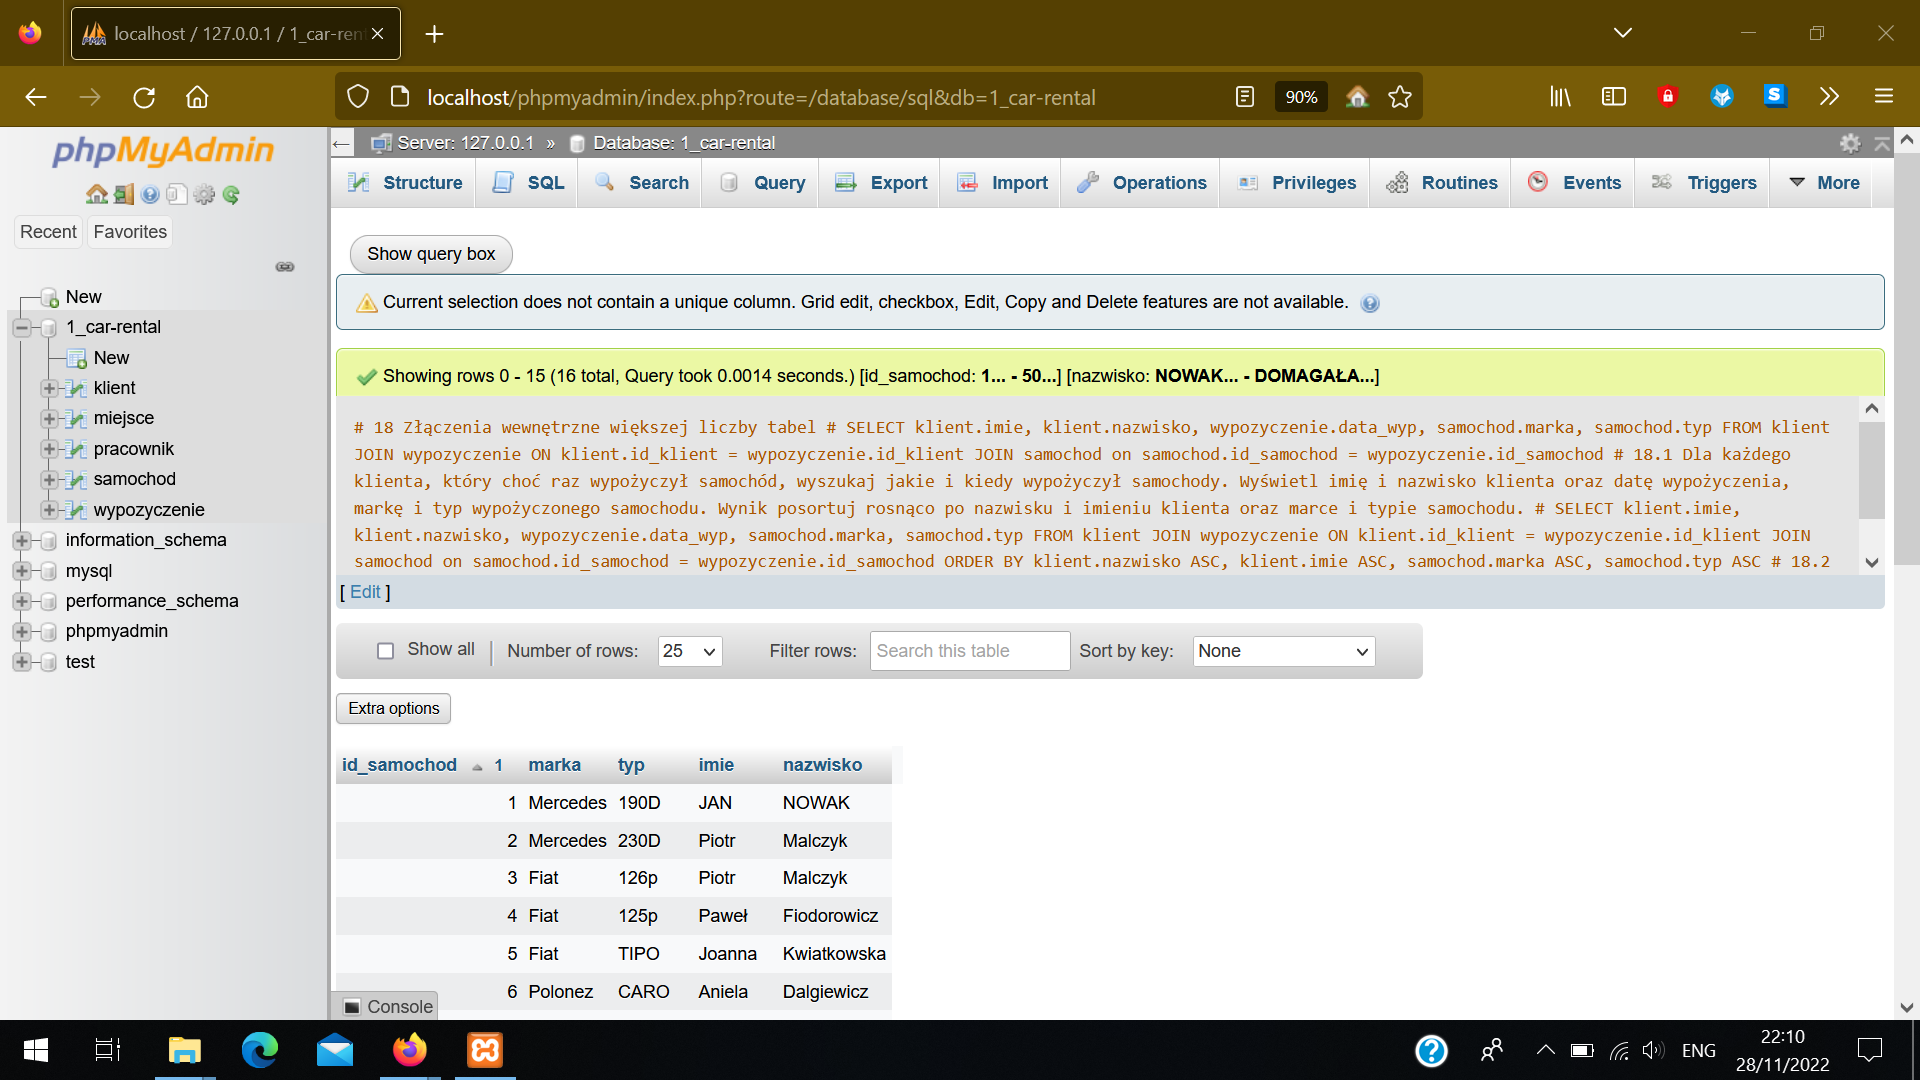 localhost / 127.0.0.1 / 1_car-ren
localhost/phpmyadmin/index.php?route=/database/sql&db=1_car-rental
90%
phpMyAdmin
Recent
Favorites
New
1_car-rental
New
klient
miejsce
pracownik
samochod
wypozyczenie
information_schema
mysql
performance_schema
phpmyadmin
test
Server: 127.0.0.1 » Database: 1_car-rental
Structure SQL Search Query Export Import Operations Privileges Routines Events Triggers More
Show query box
Current selection does not contain a unique column. Grid edit, checkbox, Edit, Copy and Delete features are not available.
Showing rows 0 - 15 (16 total, Query took 0.0014 seconds.) [id_samochod: 1... - 50...] [nazwisko: NOWAK... - DOMAGAŁA...]
# 18 Złączenia wewnętrzne większej liczby tabel # SELECT klient.imie, klient.nazwisko, wypozyczenie.data_wyp, samochod.marka, samochod.typ FROM klient
JOIN wypozyczenie ON klient.id_klient = wypozyczenie.id_klient JOIN samochod on samochod.id_samochod = wypozyczenie.id_samochod # 18.1 Dla każdego
klienta, który choć raz wypożyczył samochód, wyszukaj jakie i kiedy wypożyczył samochody. Wyświetl imię i nazwisko klienta oraz datę wypożyczenia,
markę i typ wypożyczonego samochodu. Wynik posortuj rosnąco po nazwisku i imieniu klienta oraz marce i typie samochodu. # SELECT klient.imie,
klient.nazwisko, wypozyczenie.data_wyp, samochod.marka, samochod.typ FROM klient JOIN wypozyczenie ON klient.id_klient = wypozyczenie.id_klient JOIN
samochod on samochod.id_samochod = wypozyczenie.id_samochod ORDER BY klient.nazwisko ASC, klient.imie ASC, samochod.marka ASC, samochod.typ ASC # 18.2
[ Edit ]
Show all | Number of rows: 25 Filter rows: Search this table Sort by key: None
Extra options
id_samochod 1 marka typ imie nazwisko
1 Mercedes 190D JAN NOWAK
2 Mercedes 230D Piotr Malczyk
3 Fiat 126p Piotr Malczyk
4 Fiat 125p Paweł Fiodorowicz
5 Fiat TIPO Joanna Kwiatkowska
6 Polonez CARO Aniela Dalgiewicz
Console
ENG
22:10
28/11/2022